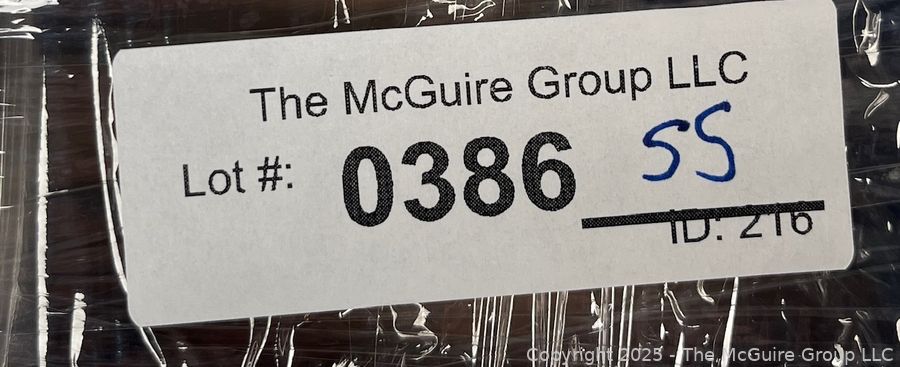 The McGuire Group LLC
Lot #: 0386 SS
ID: 216
Copyright 2025 - The McGuire Group LLC